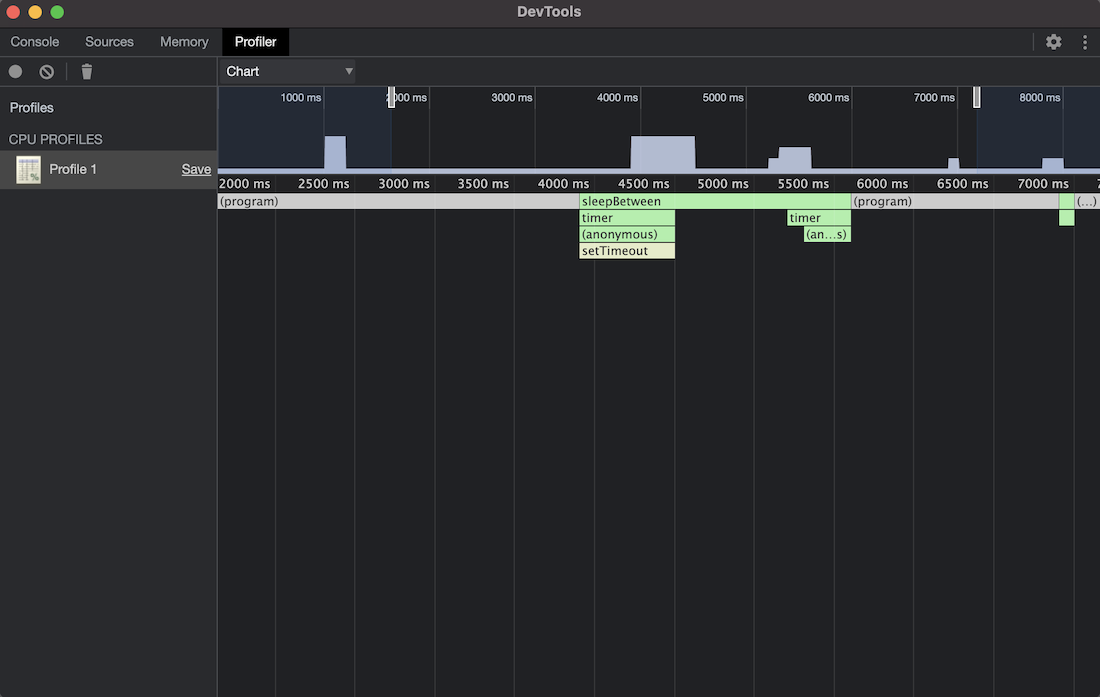 DevTools
Console Sources Memory Profiler
Chart
Profiles
CPU PROFILES
Profile 1 Save
1000 ms 3000 ms 4000 ms 5000 ms 6000 ms 7000 ms 8000 ms
2000 ms 2500 ms 3000 ms 3500 ms 4000 ms 4500 ms 5000 ms 5500 ms 6000 ms 6500 ms 7000 ms
(program) sleepBetween (program) (...)
timer timer
(anonymous) (an…s)
setTimeout